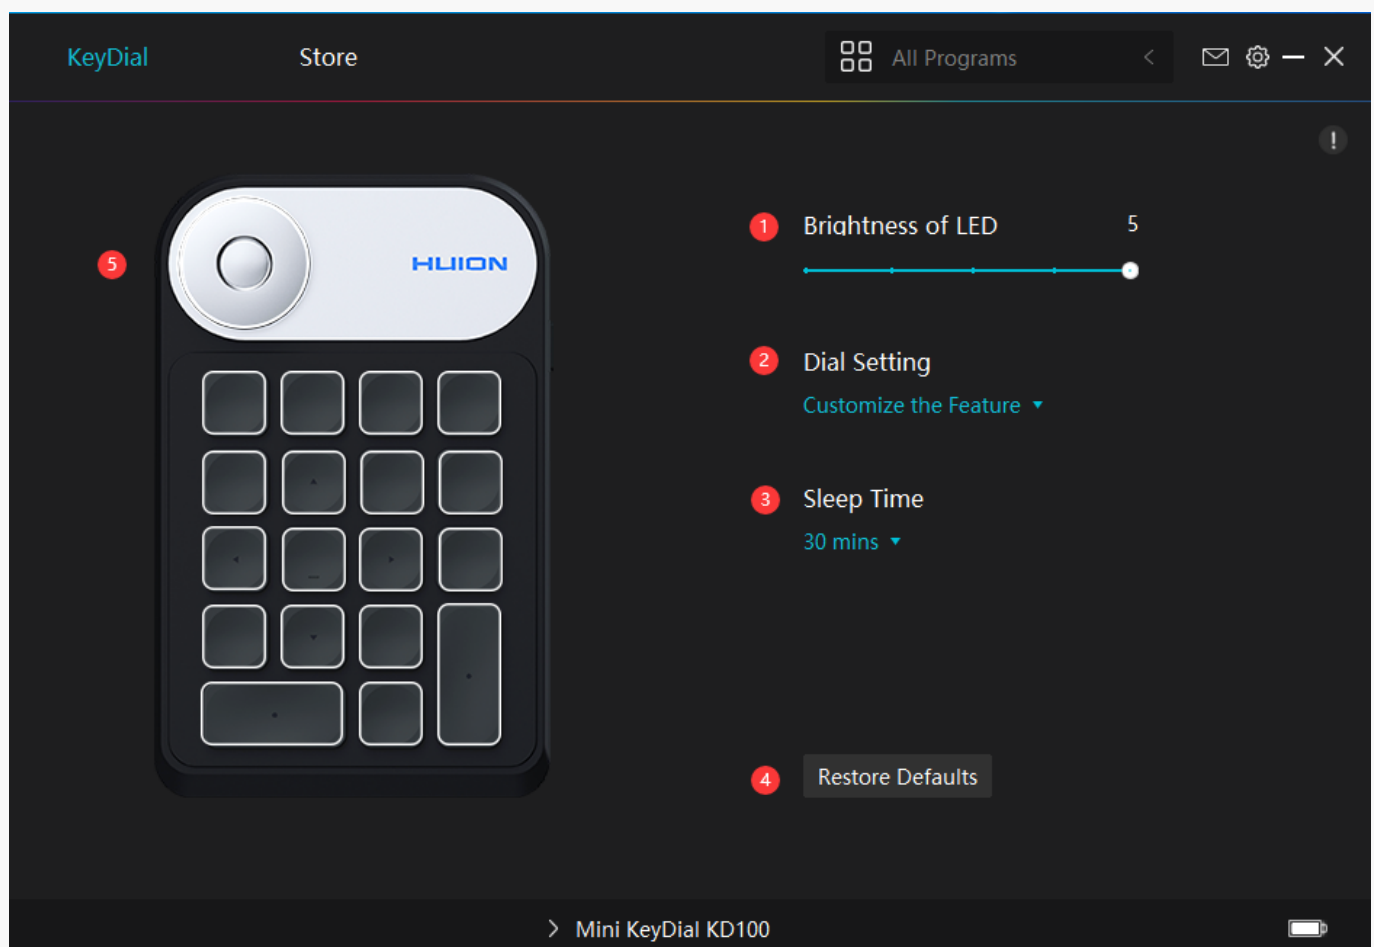 KeyDial
Store
All Programs
!
5
HUION
1 Brightness of LED 5
2 Dial Setting
Customize the Feature
3 Sleep Time
30 mins
4 Restore Defaults
Mini KeyDial KD100